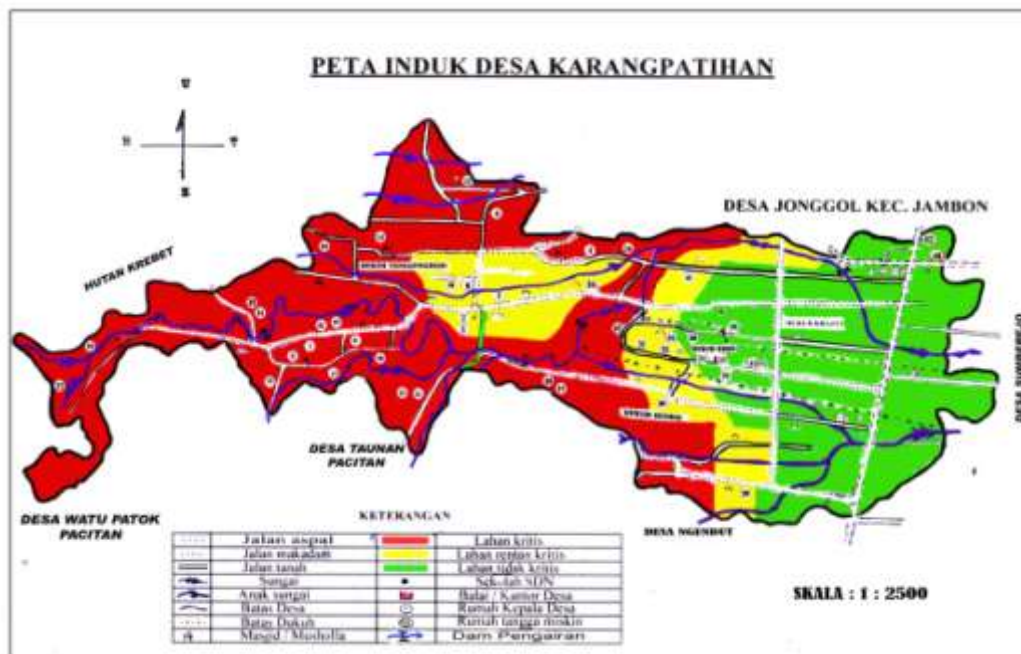 PETA INDUK DESA KARANGPATIHAN
U
B T
S
DESA JONGGOL KEC. JAMBON
HUTAN KREBET
DESA SUMBEREJO
DESA TAUNAN
PACITAN
DESA WATU PATOK
PACITAN
DESA NGENDUT
KETERANGAN
Jalan aspal Lahan kritis
Jalan makadam Lahan rentan kritis
Jalan tanah Lahan tidak kritis
Sungai Sekolah SDN
Anak sungai Balai / Kantor Desa
Batas Desa Rumah Kepala Desa
Batas Dukuh Rumah tangga miskin
Masjid / Musholla Dam Pengairan
SKALA : 1 : 2500